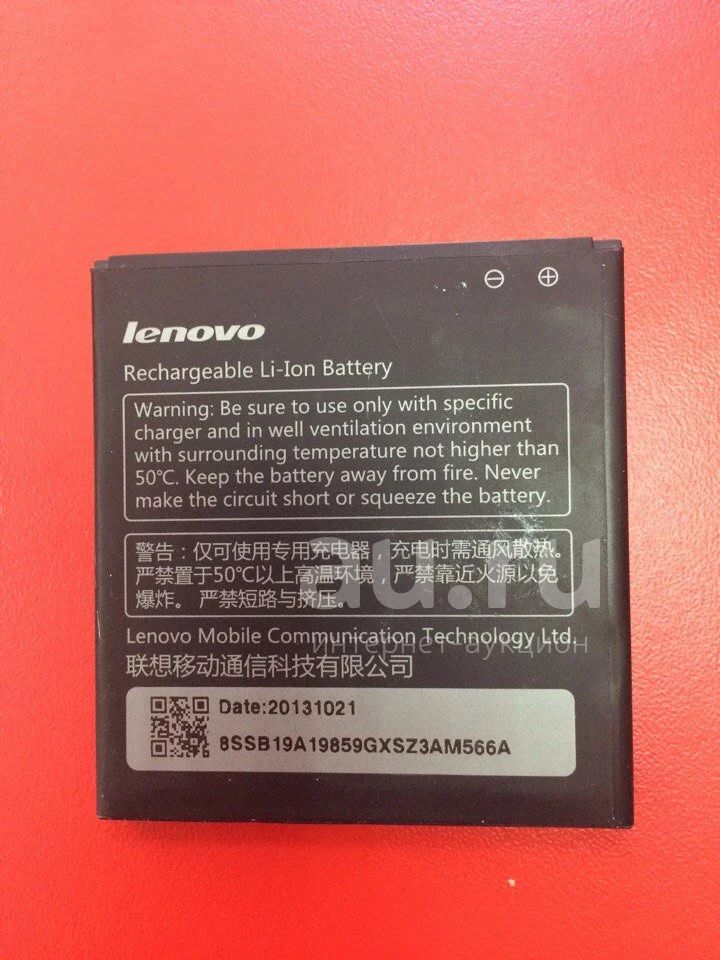 ⊖ ⊕
lenovo
Rechargeable Li-Ion Battery
Warning: Be sure to use only with specific
charger and in well ventilation environment
with surrounding temperature not higher than
50℃. Keep the battery away from fire. Never
make the circuit short or squeeze the battery.
警告：仅可使用专用充电器，充电时需通风散热。
严禁置于50℃以上高温环境，严禁靠近火源以免
爆炸。严禁短路与挤压。
au.ru
интернет-аукцион
Lenovo Mobile Communication Technology Ltd.
联想移动通信科技有限公司
Date:20131021
8SSB19A19859GXSZ3AM566A